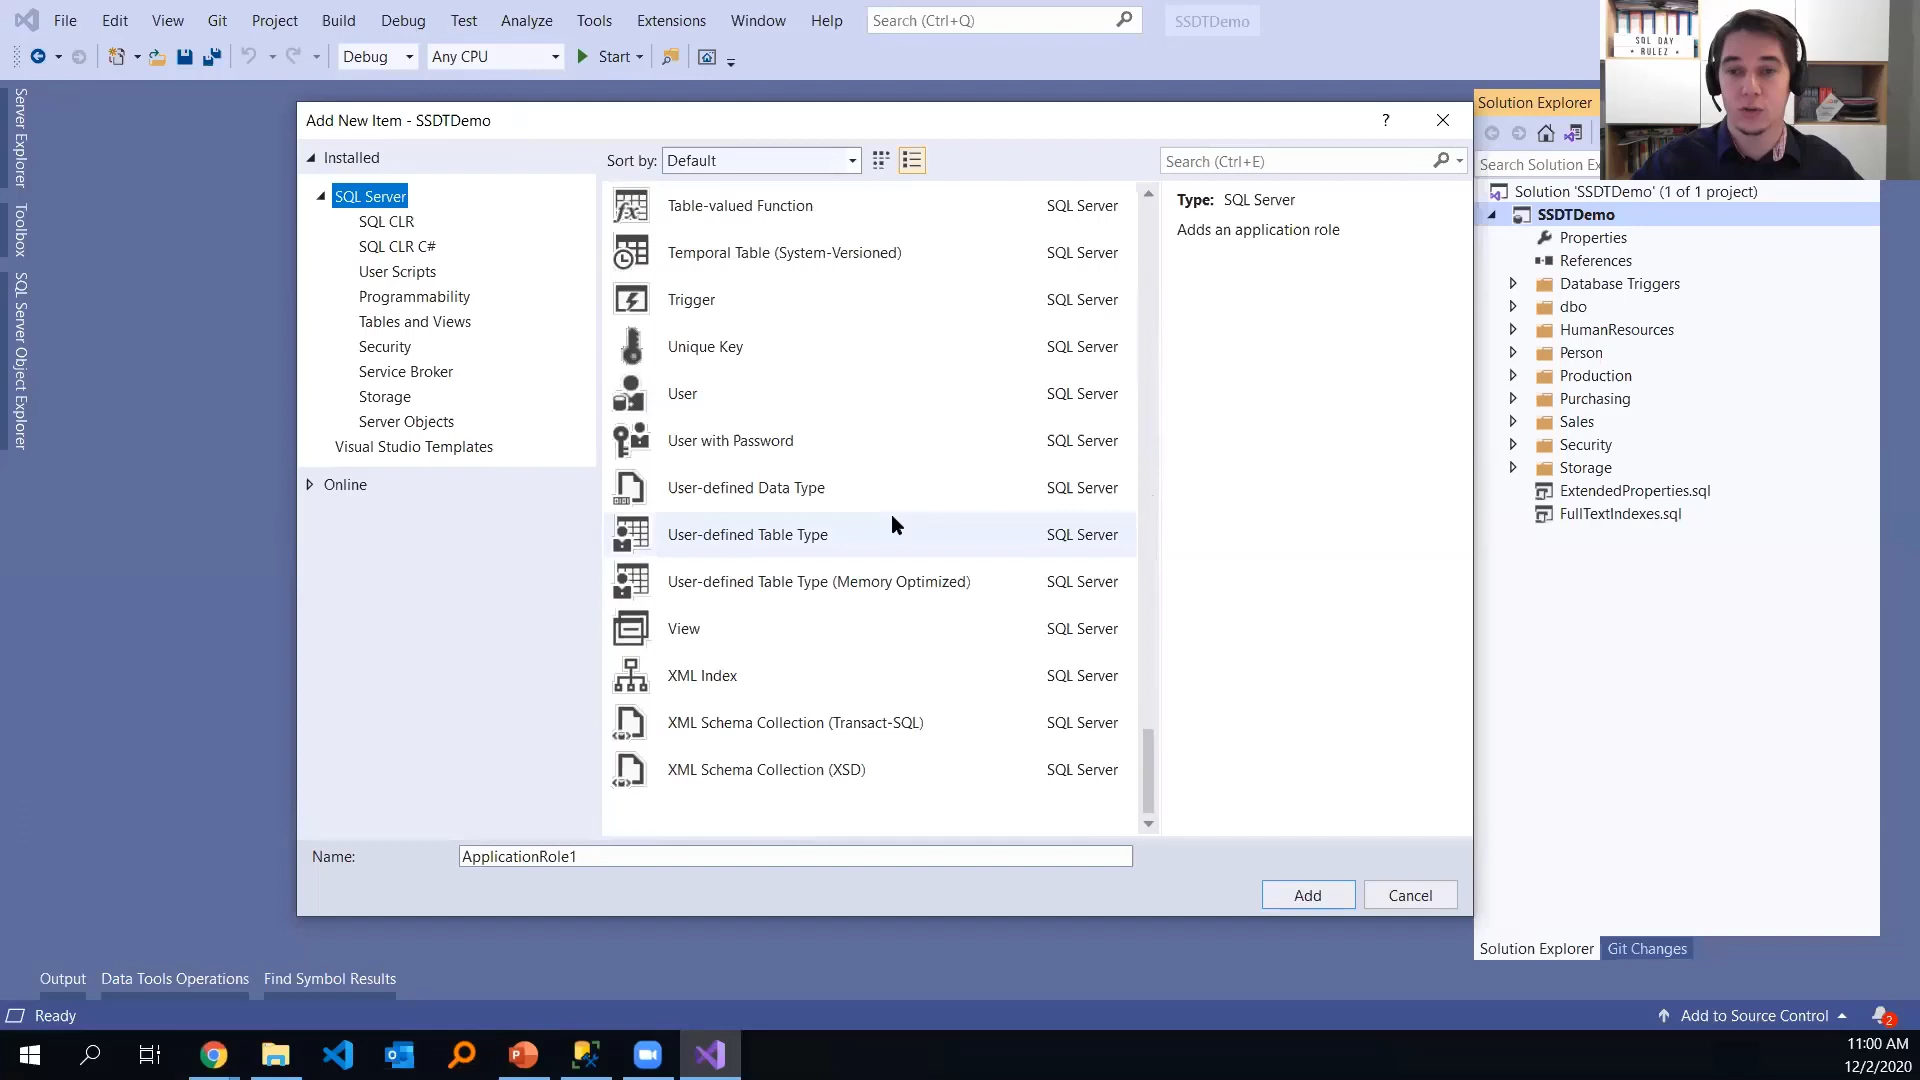 File Edit View Git Project Build Debug Test Analyze Tools Extensions Window Help Search (Ctrl+Q) SSDTDemo
Debug Any CPU Start
SQL DAY
• RULEZ •
Server Explorer
Toolbox
SQL Server Object Explorer
Add New Item - SSDTDemo ?
Installed
Sort by: Default
Search (Ctrl+E)
SQL Server
SQL CLR
SQL CLR C#
User Scripts
Programmability
Tables and Views
Security
Service Broker
Storage
Server Objects
Visual Studio Templates
Online
Table-valued Function SQL Server
Temporal Table (System-Versioned) SQL Server
Trigger SQL Server
Unique Key SQL Server
User SQL Server
User with Password SQL Server
User-defined Data Type SQL Server
User-defined Table Type SQL Server
User-defined Table Type (Memory Optimized) SQL Server
View SQL Server
XML Index SQL Server
XML Schema Collection (Transact-SQL) SQL Server
XML Schema Collection (XSD) SQL Server
Type: SQL Server
Adds an application role
Name: ApplicationRole1
Add Cancel
Solution Explorer
Search Solution Ex
Solution 'SSDTDemo' (1 of 1 project)
SSDTDemo
Properties
References
Database Triggers
dbo
HumanResources
Person
Production
Purchasing
Sales
Security
Storage
ExtendedProperties.sql
FullTextIndexes.sql
Solution Explorer Git Changes
Output Data Tools Operations Find Symbol Results
Ready
Add to Source Control 2
11:00 AM
12/2/2020